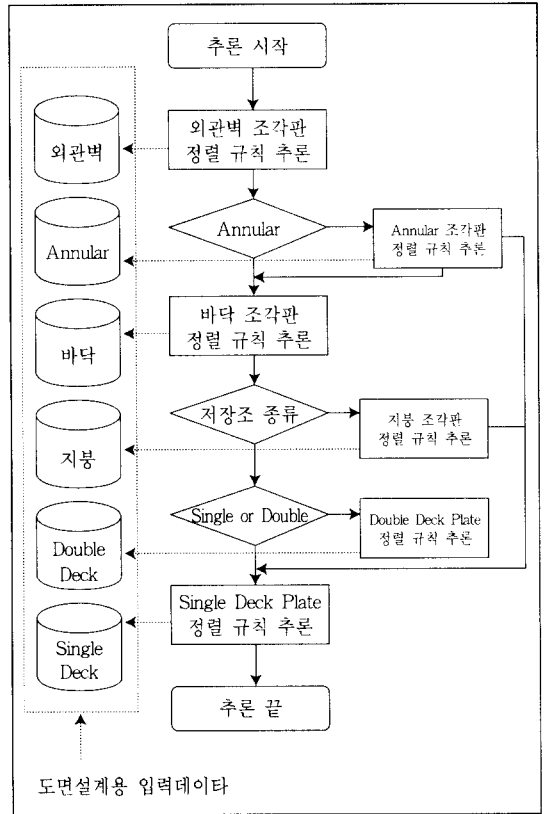 추론 시작
외관벽 조각판
정렬 규칙 추론
외관벽
Annular
Annular 조각판
정렬 규칙 추론
Annular
바닥 조각판
정렬 규칙 추론
바닥
저장조 종류
지붕 조각판
정렬 규칙 추론
지붕
Single or Double
Double Deck Plate
정렬 규칙 추론
Double
Deck
Single Deck Plate
정렬 규칙 추론
Single
Deck
추론 끝
도면설계용 입력데이타